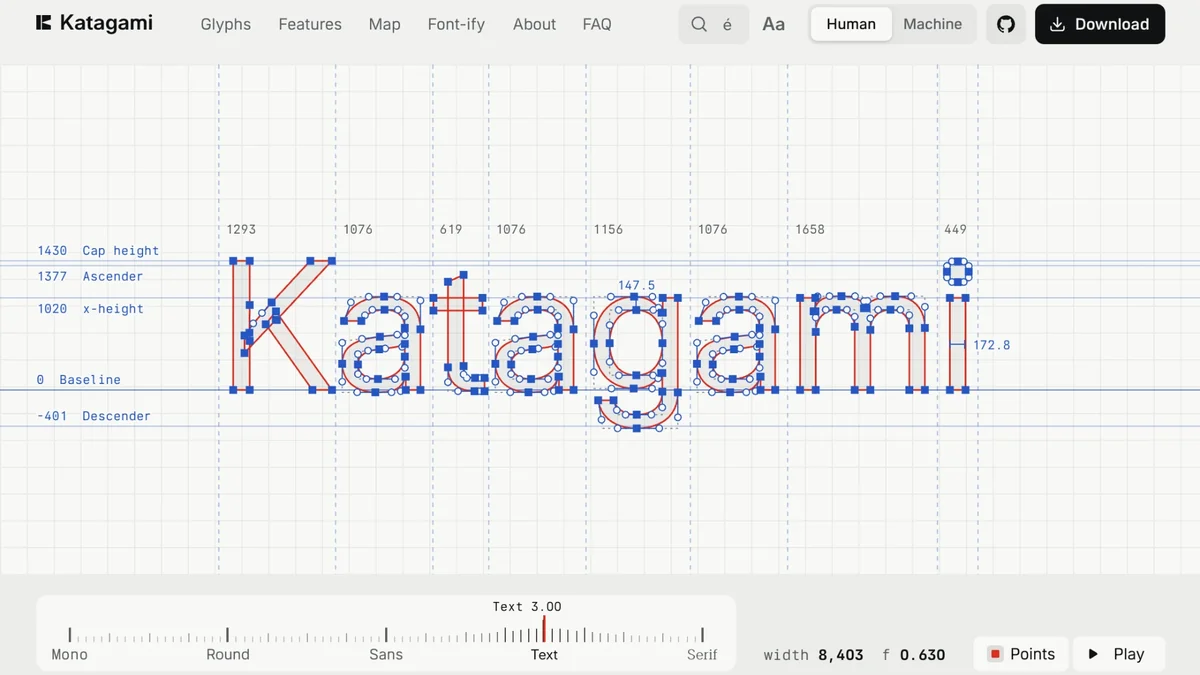 Katagami Glyphs Features Map Font-ify About FAQ é Aa Human Machine Download
1293 1076 619 1076 1156 1076 1658 449
1430 Cap height
1377 Ascender
147.5
1020 x-height
Katagami
172.8
0 Baseline
-401 Descender
Text 3.00
Mono Round Sans Text Serif
width 8,403 f 0.630 Points Play